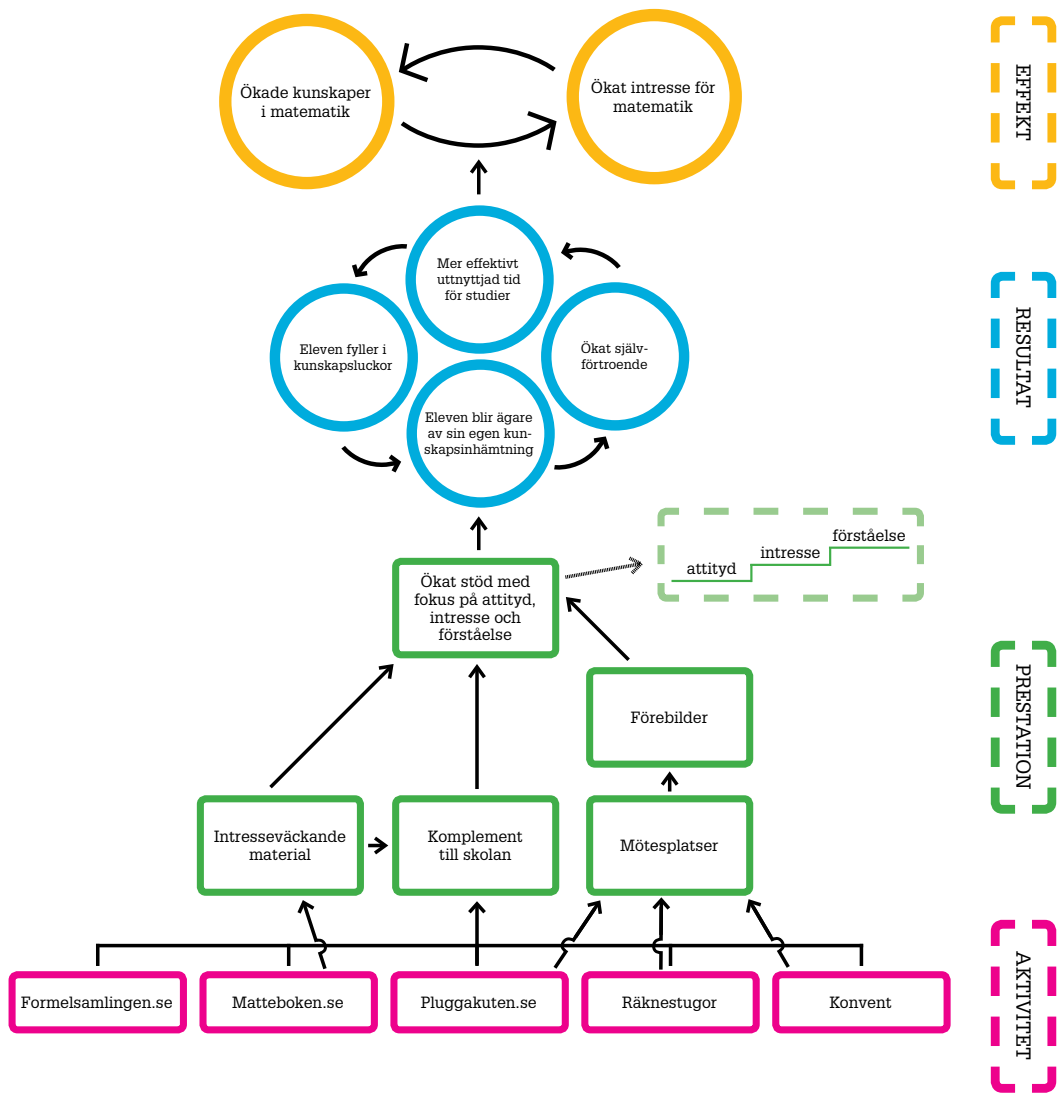 Ökade kunskaper
i matematik
Ökat intresse för
matematik
EFFEKT
Mer effektivt
uttnyttjad tid
för studier
Eleven fyller i
kunskapsluckor
Ökat själv-
förtroende
Eleven blir ägare
av sin egen kun-
skapsinhämtning
RESULTAT
Ökat stöd med
fokus på attityd,
intresse och
förståelse
attityd
intresse
förståelse
Förebilder
PRESTATION
Intresseväckande
material
Komplement
till skolan
Mötesplatser
Formelsamlingen.se
Matteboken.se
Pluggakuten.se
Räknestugor
Konvent
AKTIVITET